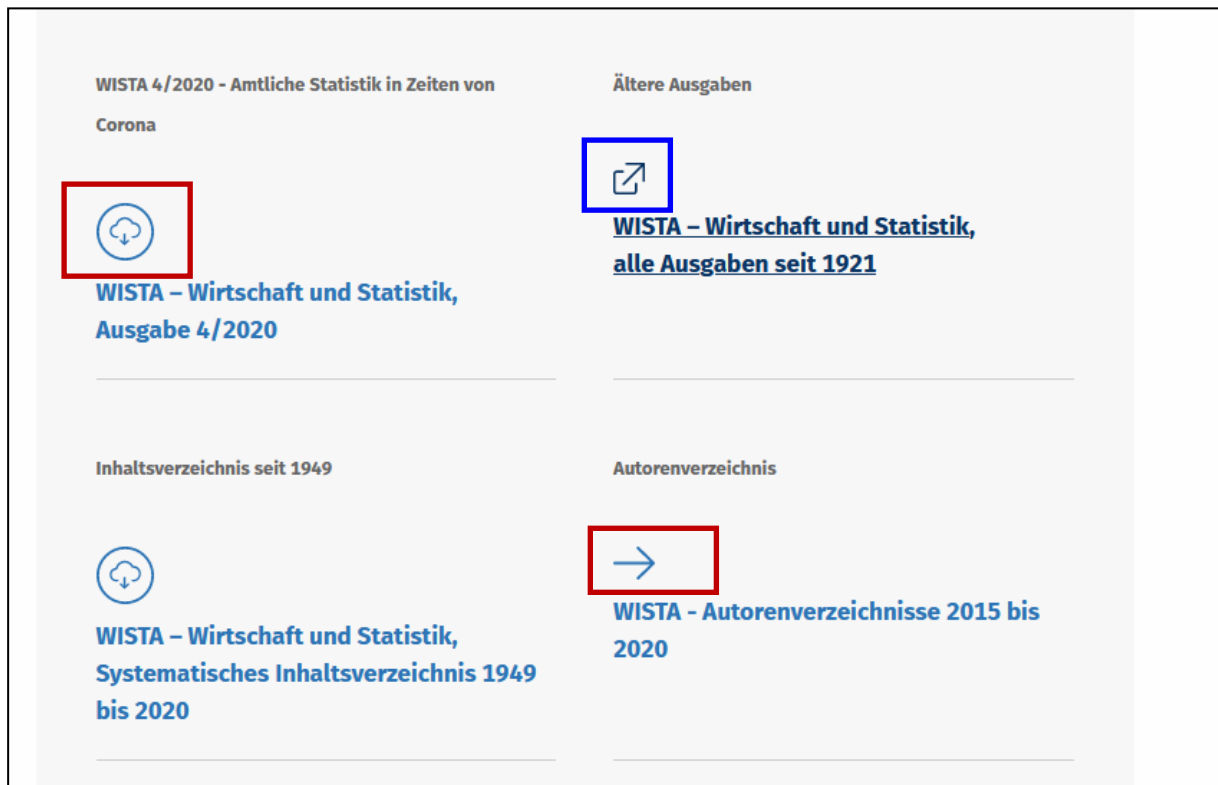 WISTA 4/2020 - Amtliche Statistik in Zeiten von
Corona
WISTA – Wirtschaft und Statistik,
Ausgabe 4/2020
Ältere Ausgaben
WISTA – Wirtschaft und Statistik,
alle Ausgaben seit 1921
Inhaltsverzeichnis seit 1949
WISTA – Wirtschaft und Statistik,
Systematisches Inhaltsverzeichnis 1949
bis 2020
Autorenverzeichnis
WISTA - Autorenverzeichnisse 2015 bis
2020